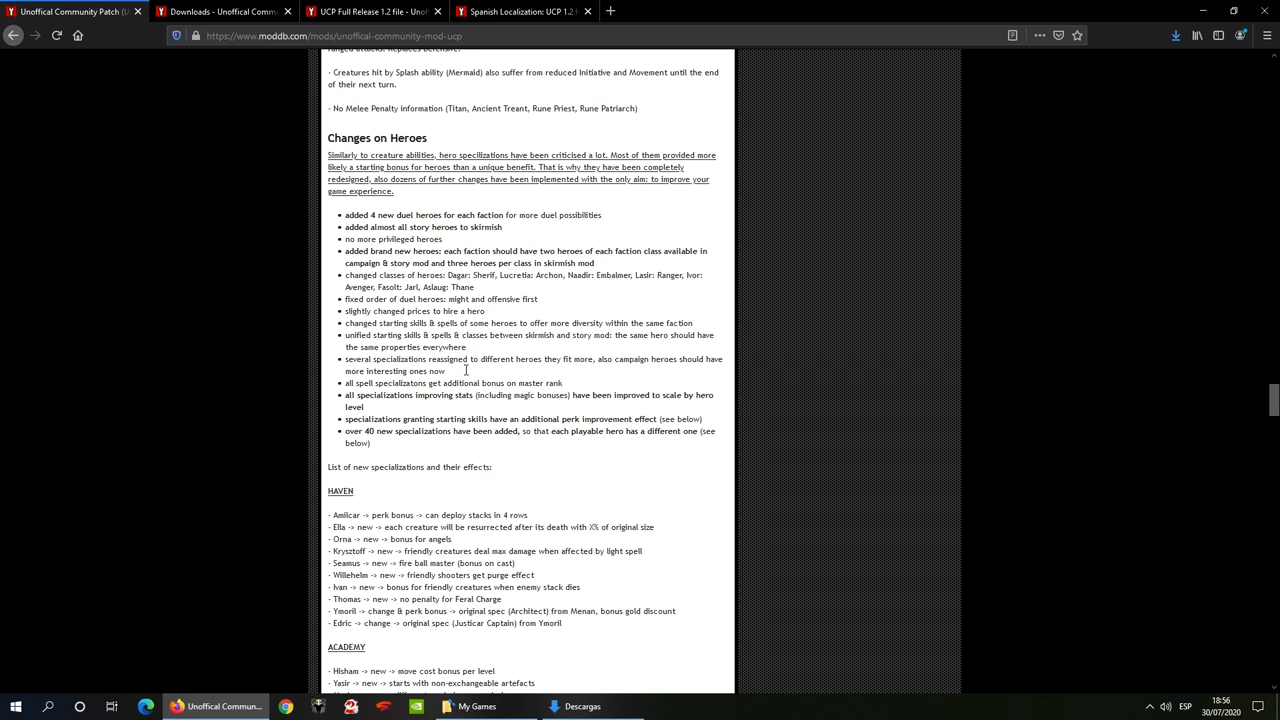 Unoffical Community Patch (U
Downloads - Unoffical Commu
UCP Full Release 1.2 file - Unof
Spanish Localization: UCP 1.2 f
https://www.moddb.com/mods/unoffical-community-mod-ucp
ranged attacks. Replaces Defensive.
- Creatures hit by Splash ability (Mermaid) also suffer from reduced Initiative and Movement until the end
of their next turn.
- No Melee Penalty information (Titan, Ancient Treant, Rune Priest, Rune Patriarch)
Changes on Heroes
Similarly to creature abilities, hero specilizations have been criticised a lot. Most of them provided more
likely a starting bonus for heroes than a unique benefit. That is why they have been completely
redesigned, also dozens of further changes have been implemented with the only aim: to improve your
game experience.
• added 4 new duel heroes for each faction for more duel possibilities
• added almost all story heroes to skirmish
• no more privileged heroes
• added brand new heroes: each faction should have two heroes of each faction class available in
campaign & story mod and three heroes per class in skirmish mod
• changed classes of heroes: Dagar: Sherif, Lucretia: Archon, Naadir: Embalmer, Lasir: Ranger, Ivor:
Avenger, Fasolt: Jarl, Aslaug: Thane
• fixed order of duel heroes: might and offensive first
• slightly changed prices to hire a hero
• changed starting skills & spells of some heroes to offer more diversity within the same faction
• unified starting skills & spells & classes between skirmish and story mod: the same hero should have
the same properties everywhere
• several specializations reassigned to different heroes they fit more, also campaign heroes should have
more interesting ones now
• all spell specializatons get additional bonus on master rank
• all specializations improving stats (including magic bonuses) have been improved to scale by hero
level
• specializations granting starting skills have an additional perk improvement effect (see below)
• over 40 new specializations have been added, so that each playable hero has a different one (see
below)
List of new specializations and their effects:
HAVEN
- Amilcar -> perk bonus -> can deploy stacks in 4 rows
- Ella -> new -> each creature will be resurrected after its death with X% of original size
- Orna -> new -> bonus for angels
- Krysztoff -> new -> friendly creatures deal max damage when affected by light spell
- Seamus -> new -> fire ball master (bonus on cast)
- Willehelm -> new -> friendly shooters get purge effect
- Ivan -> new -> bonus for friendly creatures when enemy stack dies
- Thomas -> new -> no penalty for Feral Charge
- Ymoril -> change & perk bonus -> original spec (Architect) from Menan, bonus gold discount
- Edric -> change -> original spec (Justicar Captain) from Ymoril
ACADEMY
- Hisham -> new -> move cost bonus per level
- Yasir -> new -> starts with non-exchangeable artefacts
Unoffical Commun...
My Games
Descargas
ESP
18:56
30/07/2020